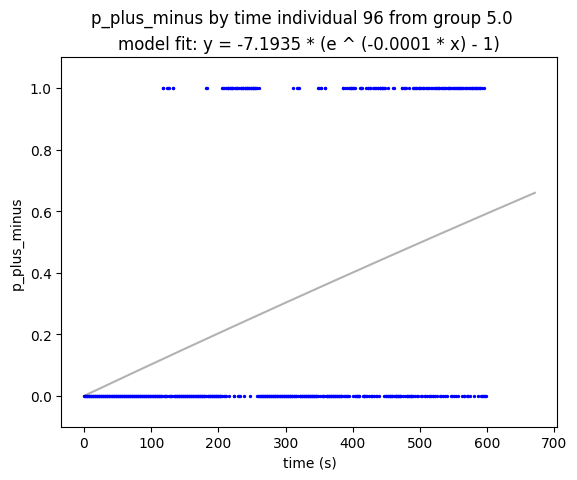 p_plus_minus by time individual 96 from group 5.0
model fit: y = -7.1935 * (e ^ (-0.0001 * x) - 1)
1.0
0.8
0.6
0.4
0.2
0.0
p_plus_minus
0 100 200 300 400 500 600 700
time (s)